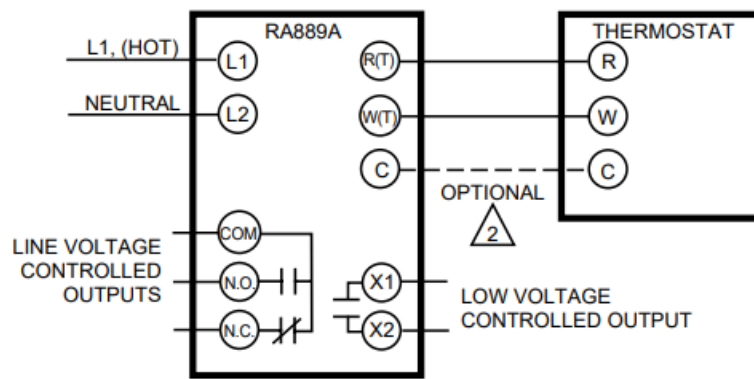 RA889A
THERMOSTAT
L1, (HOT)
L1
R(T)
R
NEUTRAL
L2
W(T)
W
C
C
OPTIONAL
2
COM
LINE VOLTAGE
CONTROLLED
OUTPUTS
N.O.
N.C.
X1
X2
LOW VOLTAGE
CONTROLLED OUTPUT